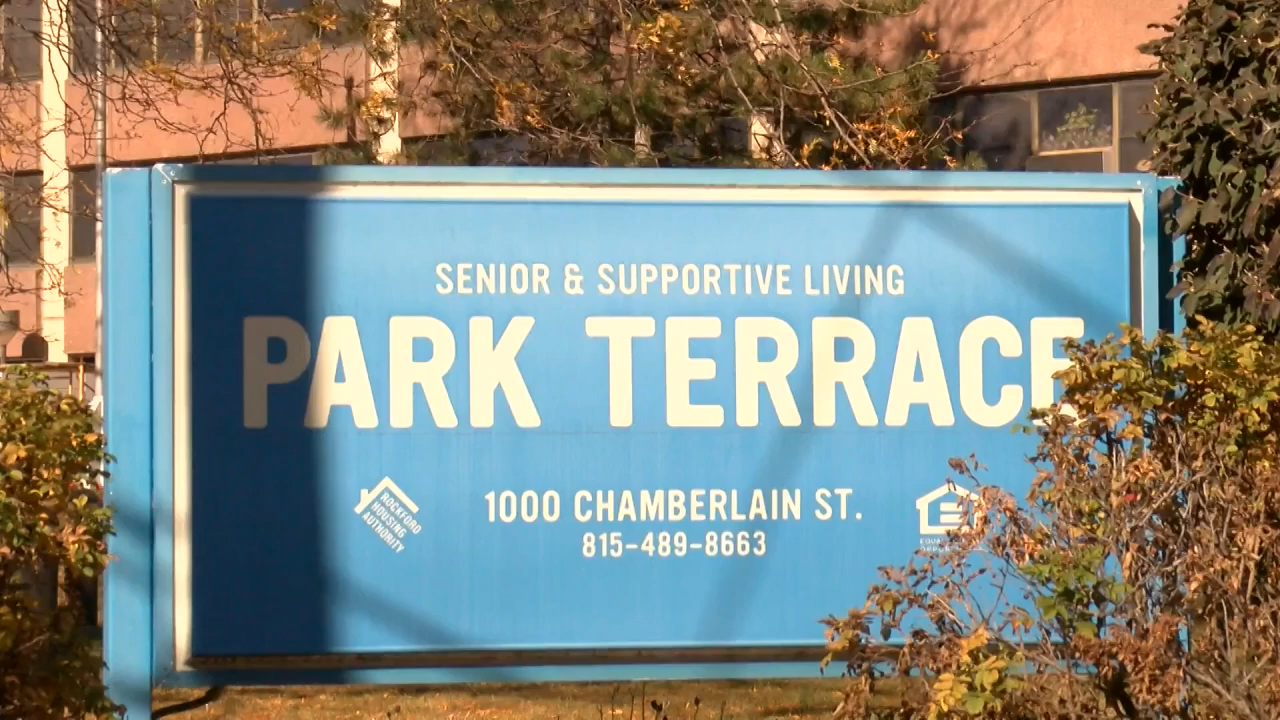 SENIOR & SUPPORTIVE LIVING
PARK TERRACE
ROCKFORD
HOUSING
AUTHORITY
1000 CHAMBERLAIN ST.
815-489-8663